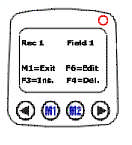 Rec 1 Field 1
M1=Exit F6=Edit
F3=Ins. F4=Del.
M1 M2